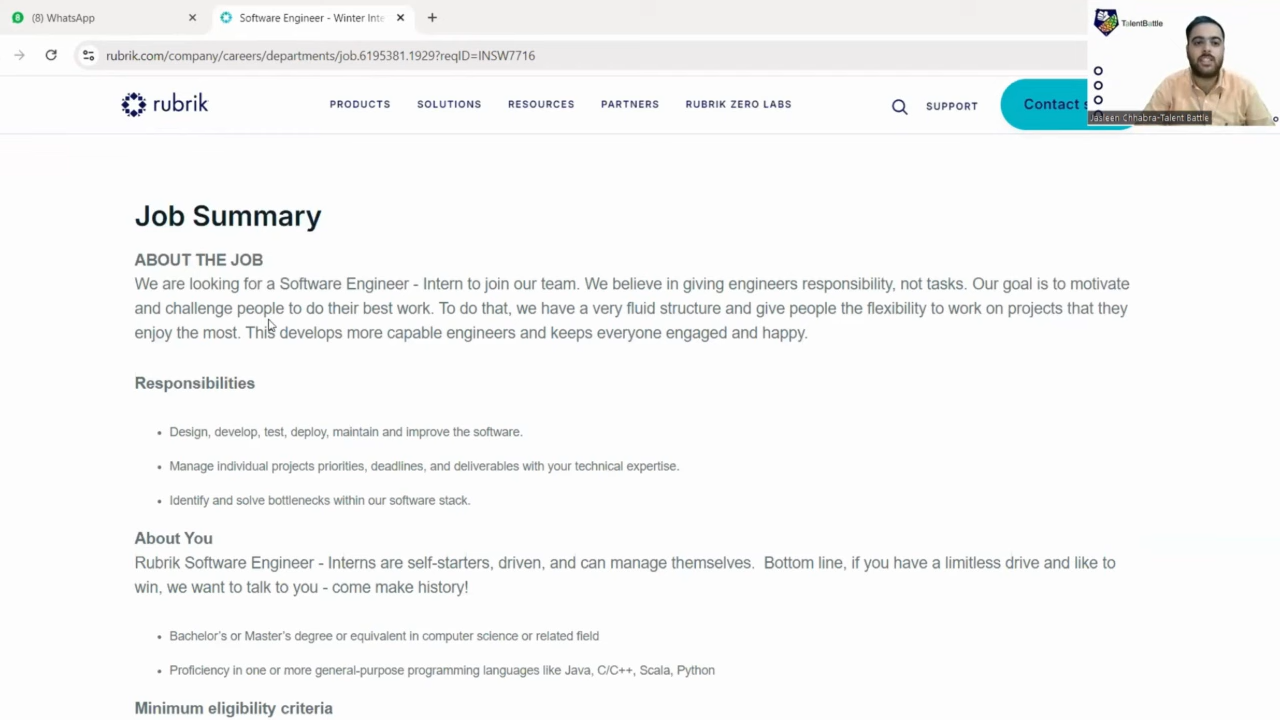 (8) WhatsApp
Software Engineer - Winter Inte
rubrik.com/company/careers/departments/job.6195381.1929?reqID=INSW7716
TalentBattle
Jasleen Chhabra-Talent Battle
rubrik
PRODUCTS SOLUTIONS RESOURCES PARTNERS RUBRIK ZERO LABS SUPPORT Contact s
Job Summary
ABOUT THE JOB
We are looking for a Software Engineer - Intern to join our team. We believe in giving engineers responsibility, not tasks. Our goal is to motivate
and challenge people to do their best work. To do that, we have a very fluid structure and give people the flexibility to work on projects that they
enjoy the most. This develops more capable engineers and keeps everyone engaged and happy.
Responsibilities
• Design, develop, test, deploy, maintain and improve the software.
• Manage individual projects priorities, deadlines, and deliverables with your technical expertise.
• Identify and solve bottlenecks within our software stack.
About You
Rubrik Software Engineer - Interns are self-starters, driven, and can manage themselves.  Bottom line, if you have a limitless drive and like to
win, we want to talk to you - come make history!
• Bachelor's or Master's degree or equivalent in computer science or related field
• Proficiency in one or more general-purpose programming languages like Java, C/C++, Scala, Python
Minimum eligibility criteria